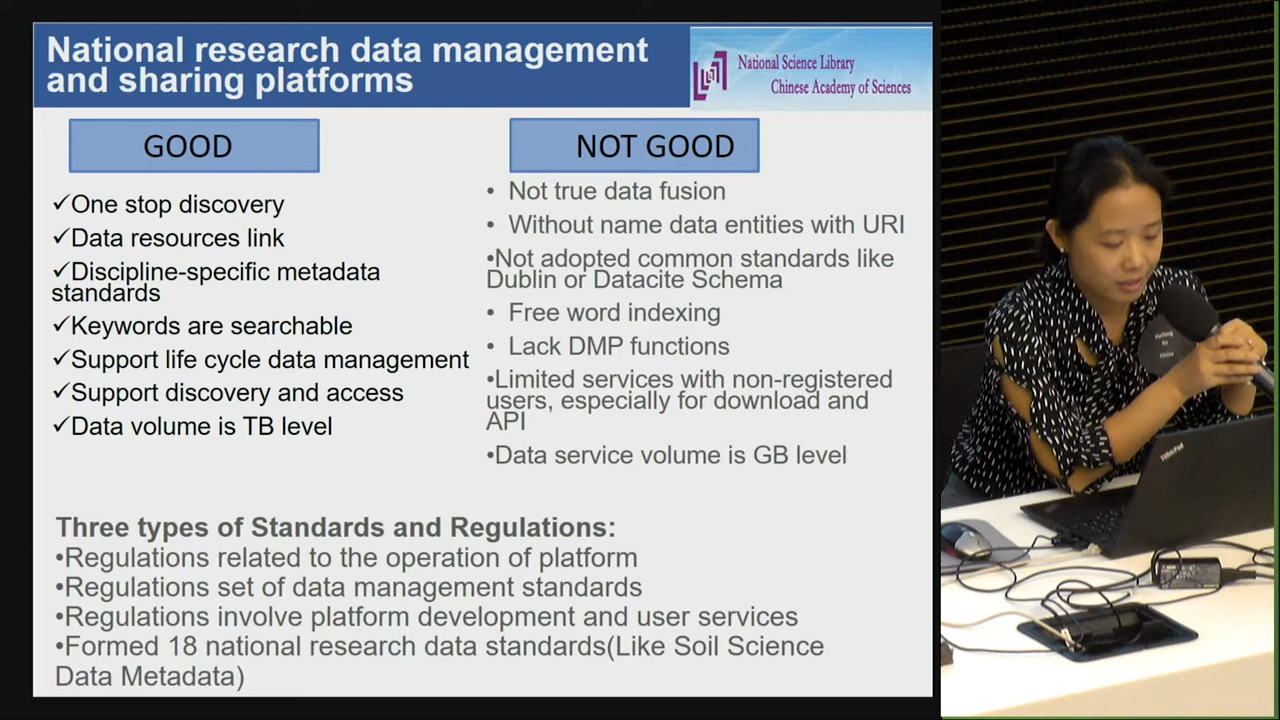 National research data management
and sharing platforms
National Science Library
Chinese Academy of Sciences
GOOD
✓One stop discovery
✓Data resources link
✓Discipline-specific metadata
standards
✓Keywords are searchable
✓Support life cycle data management
✓Support discovery and access
✓Data volume is TB level
NOT GOOD
• Not true data fusion
• Without name data entities with URI
•Not adopted common standards like
Dublin or Datacite Schema
• Free word indexing
• Lack DMP functions
•Limited services with non-registered
users, especially for download and
API
•Data service volume is GB level
Three types of Standards and Regulations:
•Regulations related to the operation of platform
•Regulations set of data management standards
•Regulations involve platform development and user services
•Formed 18 national research data standards(Like Soil Science
Data Metadata)
ThinkPad
China